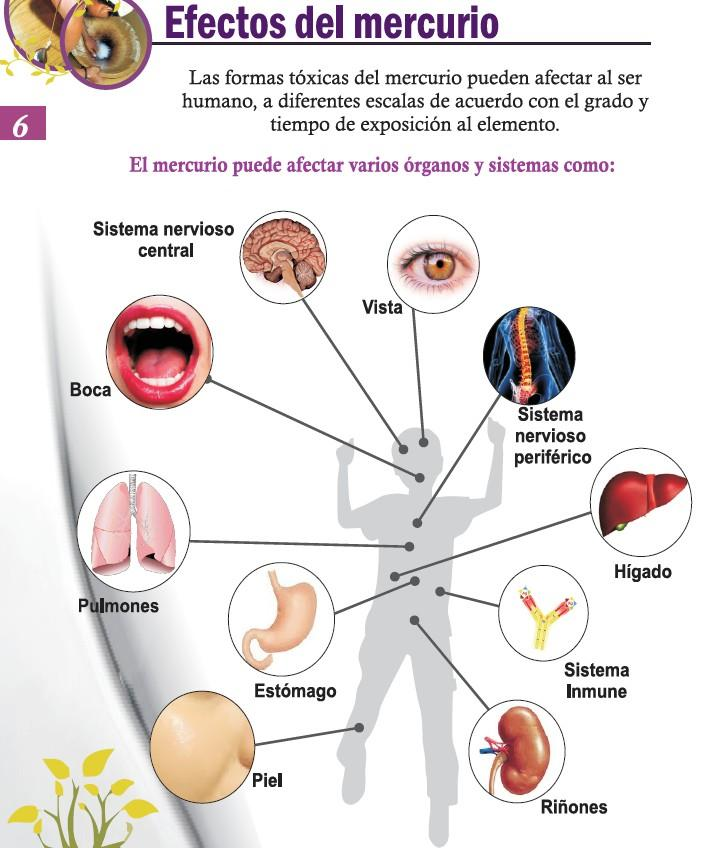 Efectos del mercurio
Las formas tóxicas del mercurio pueden afectar al ser
humano, a diferentes escalas de acuerdo con el grado y
tiempo de exposición al elemento.
6
El mercurio puede afectar varios órganos y sistemas como:
Sistema nervioso
central
Vista
Boca
Sistema
nervioso
periférico
Hígado
Pulmones
Estómago
Sistema
Inmune
Piel
Riñones